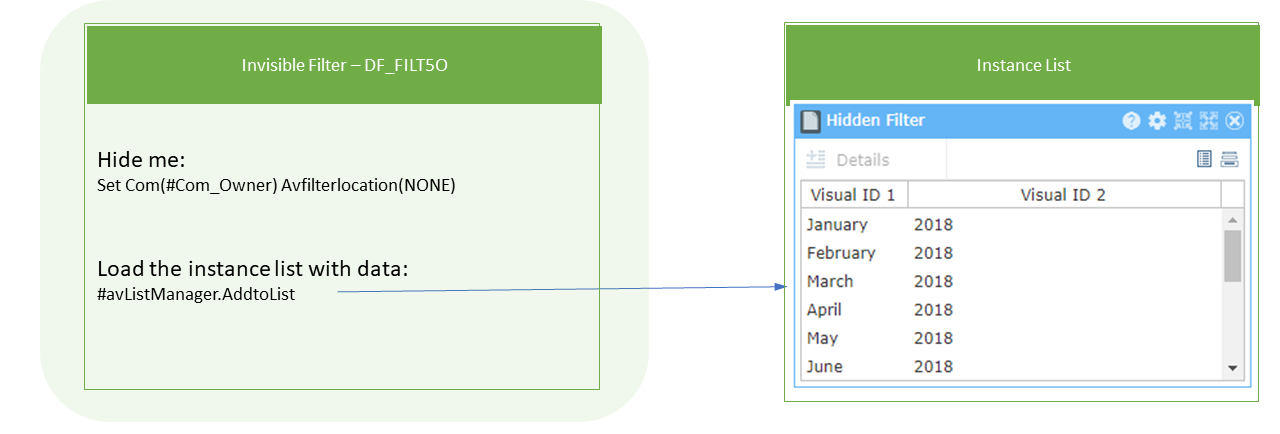 Invisible Filter – DF_FILT5O
Hide me:
Set Com(#Com_Owner) Avfilterlocation(NONE)
Load the instance list with data:
#avListManager.AddtoList
Instance List
Hidden Filter
Details
Visual ID 1 Visual ID 2
January 2018
February 2018
March 2018
April 2018
May 2018
June 2018